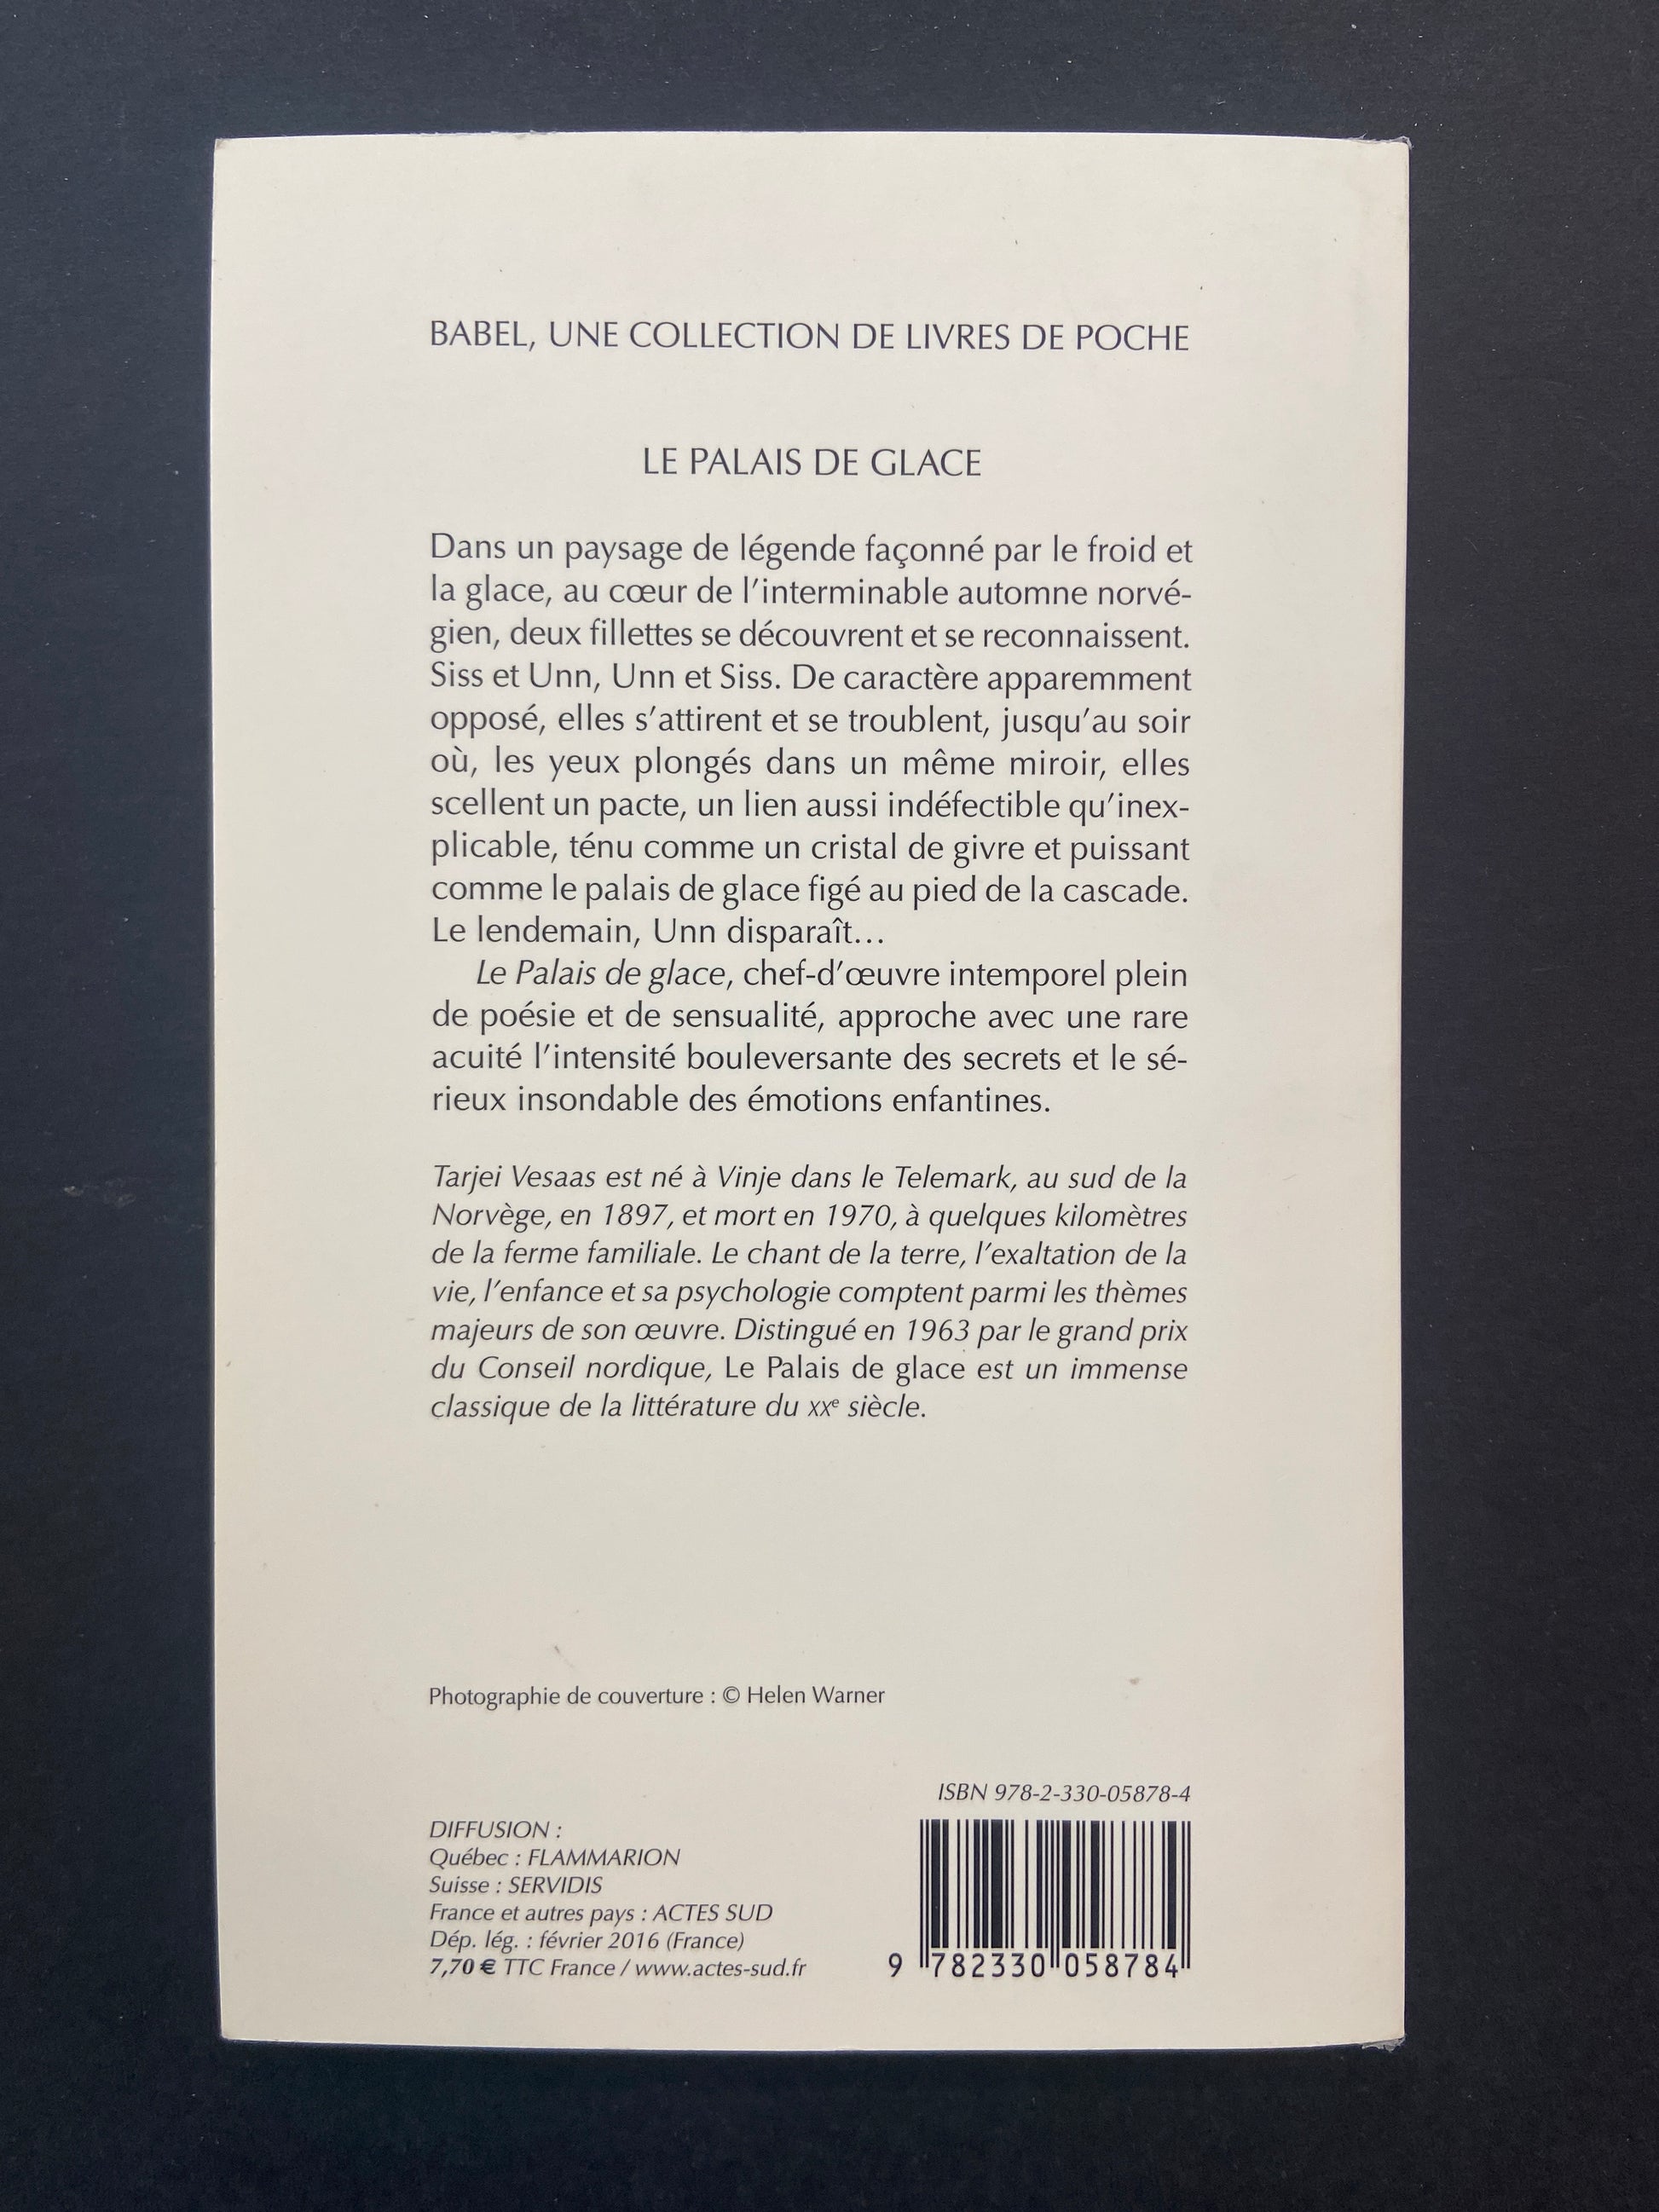 BABEL, UNE COLLECTION DE LIVRES DE POCHE
LE PALAIS DE GLACE
Dans un paysage de légende façonné par le froid et
la glace, au cœur de l'interminable automne norvé-
gien, deux fillettes se découvrent et se reconnaissent.
Siss et Unn, Unn et Siss. De caractère apparemment
opposé, elles s'attirent et se troublent, jusqu'au soir
où, les yeux plongés dans un même miroir, elles
scellent un pacte, un lien aussi indéfectible qu'inex-
plicable, ténu comme un cristal de givre et puissant
comme le palais de glace figé au pied de la cascade.
Le lendemain, Unn disparaît...
Le Palais de glace, chef-d'œuvre intemporel plein
de poésie et de sensualité, approche avec une rare
acuité l'intensité bouleversante des secrets et le sé-
rieux insondable des émotions enfantines.
Tarjei Vesaas est né à Vinje dans le Telemark, au sud de la
Norvège, en 1897, et mort en 1970, à quelques kilomètres
de la ferme familiale. Le chant de la terre, l'exaltation de la
vie, l'enfance et sa psychologie comptent parmi les thèmes
majeurs de son œuvre. Distingué en 1963 par le grand prix
du Conseil nordique, Le Palais de glace est un immense
classique de la littérature du XXe siècle.
Photographie de couverture : © Helen Warner
ISBN 978-2-330-05878-4
DIFFUSION :
Québec : FLAMMARION
Suisse : SERVIDIS
France et autres pays : ACTES SUD
Dép. lég. : février 2016 (France)
7,70 € TTC France / www.actes-sud.fr
9 782330 058784